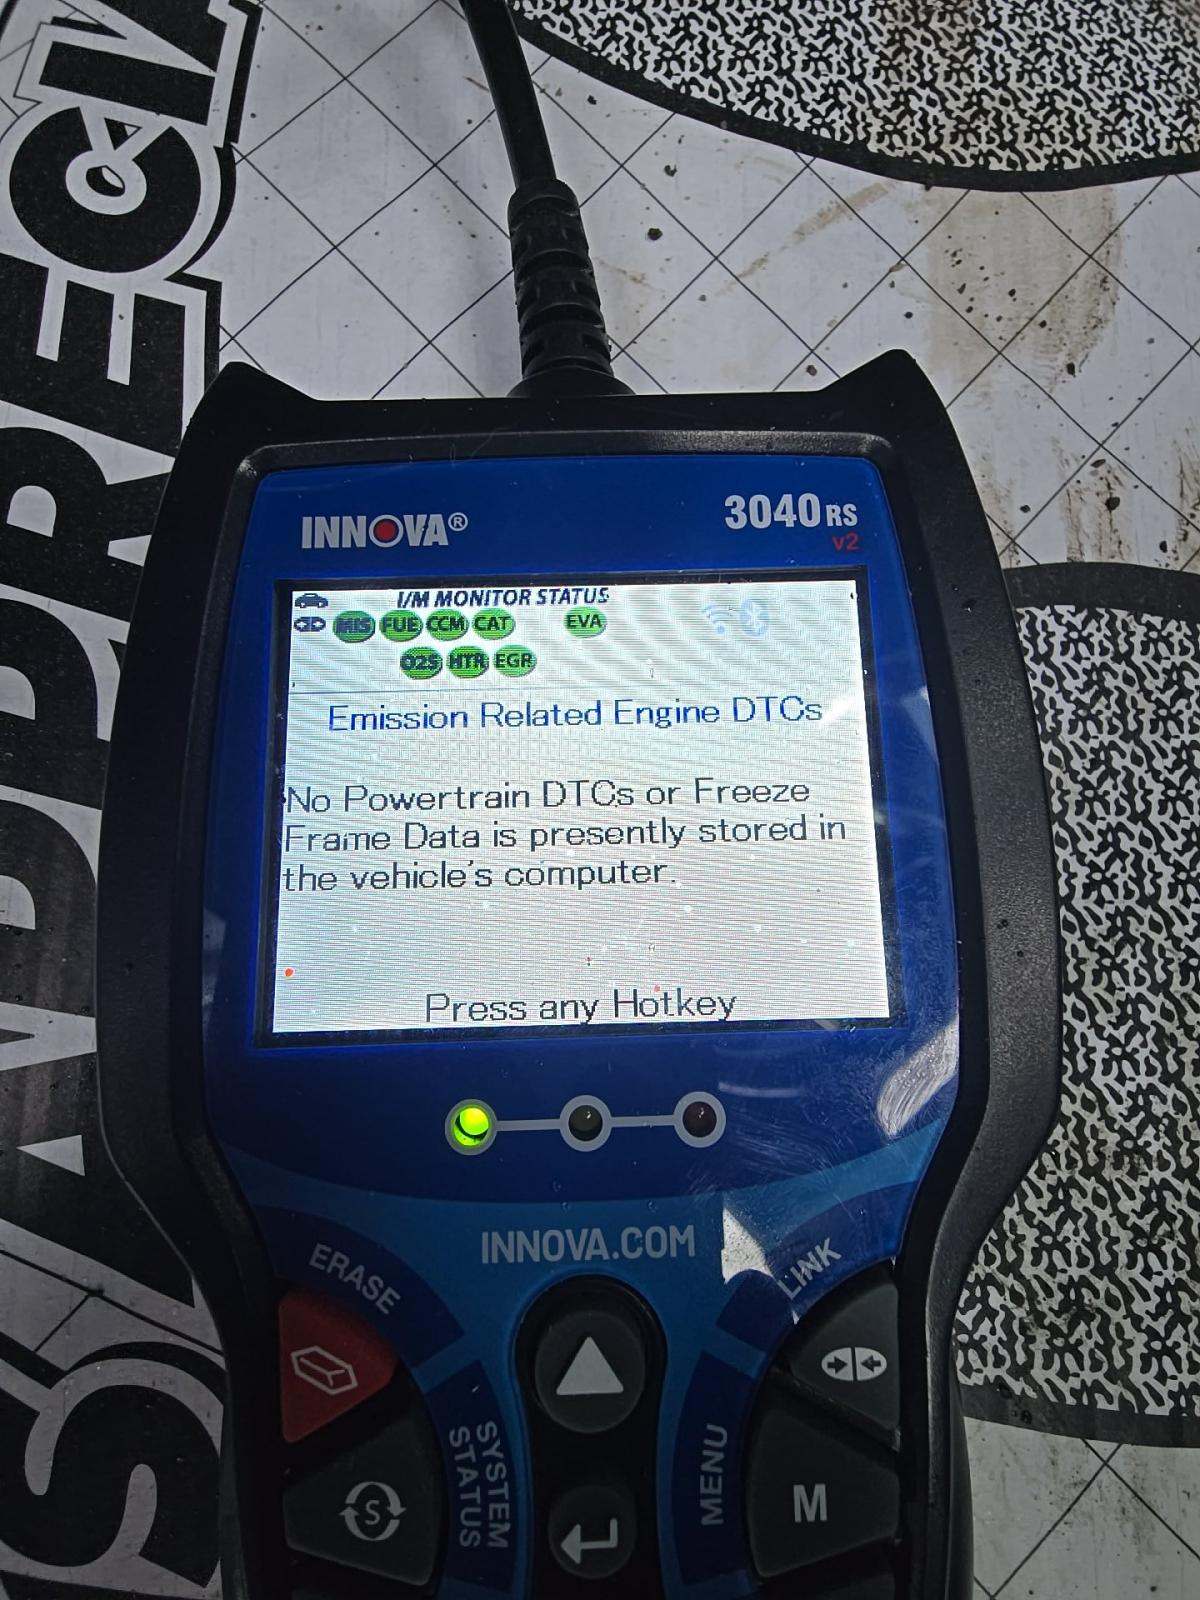 INNOVA®
3040RS
v2
I/M MONITOR STATUS
MIS FUE CCM CAT EVA
O2S HTR EGR
Emission Related Engine DTCs
No Powertrain DTCs or Freeze
Frame Data is presently stored in
the vehicle's computer.
Press any Hotkey
INNOVA.COM
ERASE
LINK
SYSTEM
STATUS
MENU
S
M